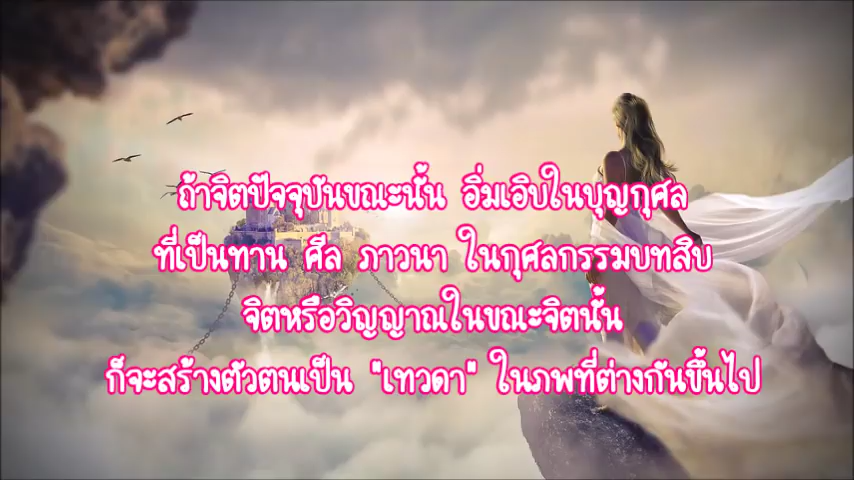 ถ้าจิตปัจจุบันขณะนั้น อิ่มเอิบในบุญกุศล
ที่เป็นทาน ศีล ภาวนา ในกุศลกรรมบทสิบ
จิตหรือวิญญาณในขณะจิตนั้น
ก็จะสร้างตัวตนเป็น "เทวดา" ในภพที่ต่างกันขึ้นไป